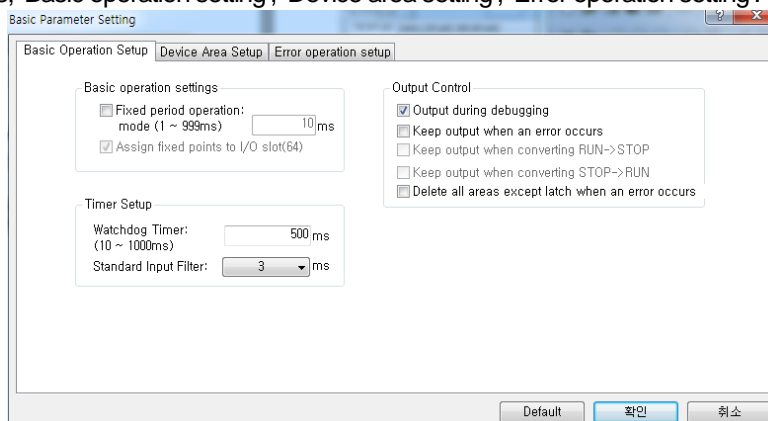 'Basic operation setting', 'Device area setting', 'Error operation setting'.
Basic Parameter Setting
Basic Operation Setup Device Area Setup Error operation setup
Basic operation settings
Fixed period operation:
mode (1 ~ 999ms) 10 ms
Assign fixed points to I/O slot(64)
Timer Setup
Watchdog Timer: 500 ms
(10 ~ 1000ms)
Standard Input Filter: 3 ms
Output Control
Output during debugging
Keep output when an error occurs
Keep output when converting RUN->STOP
Keep output when converting STOP->RUN
Delete all areas except latch when an error occurs
Default 확인 취소